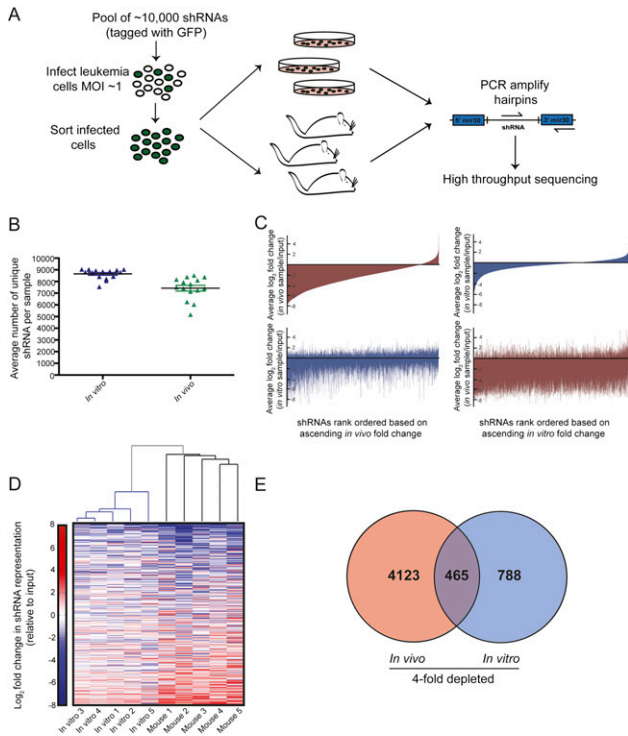 A
Pool of ~10,000 shRNAs
(tagged with GFP)
Infect leukemia
cells MOI ~1
Sort infected
cells
PCR amplify
hairpins
5' mir30
shRNA
3' mir30
High throughput sequencing
B
Average number of unique
shRNA per sample
10000
9000
8000
7000
6000
5000
4000
3000
2000
1000
0
In vitro
In vivo
C
Average log2 fold change
(in vivo sample/input)
Average log2 fold change
(in vitro sample/input)
shRNAs rank ordered based on
ascending in vivo fold change
Average log2 fold change
(in vitro sample/input)
Average log2 fold change
(in vivo sample/input)
shRNAs rank ordered based on
ascending in vitro fold change
D
Log2 fold change in shRNA representation
(relative to input)
8
4
2
0
-2
-4
-8
In vitro 3
In vitro 4
In vitro 1
In vitro 2
In vitro 5
Mouse 1
Mouse 2
Mouse 3
Mouse 4
Mouse 5
E
4123
465
788
In vivo
In vitro
4-fold depleted